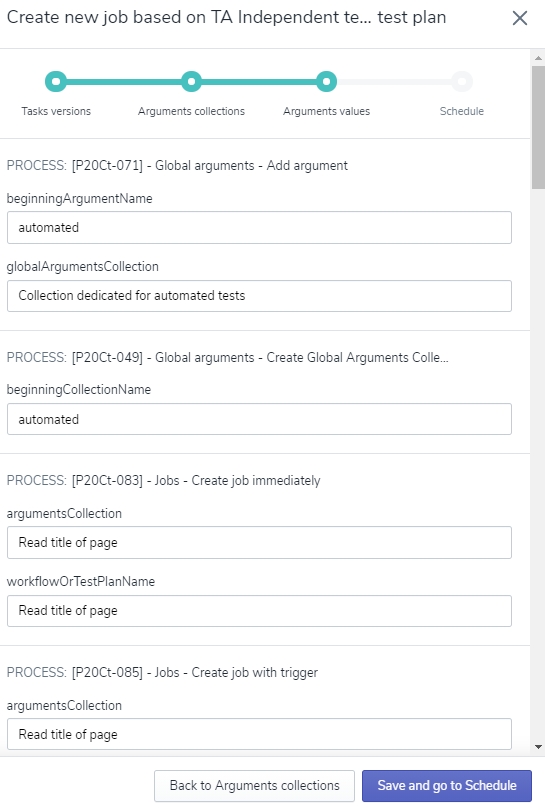 Create new job based on TA Independent te... test plan
Tasks versions
Arguments collections
Arguments values
Schedule
PROCESS: [P20Ct-071] - Global arguments - Add argument
beginningArgumentName
automated
globalArgumentsCollection
Collection dedicated for automated tests
PROCESS: [P20Ct-049] - Global arguments - Create Global Arguments Colle...
beginningCollectionName
automated
PROCESS: [P20Ct-083] - Jobs - Create job immediately
argumentsCollection
Read title of page
workflowOrTestPlanName
Read title of page
PROCESS: [P20Ct-085] - Jobs - Create job with trigger
argumentsCollection
Read title of page
Back to Arguments collections
Save and go to Schedule